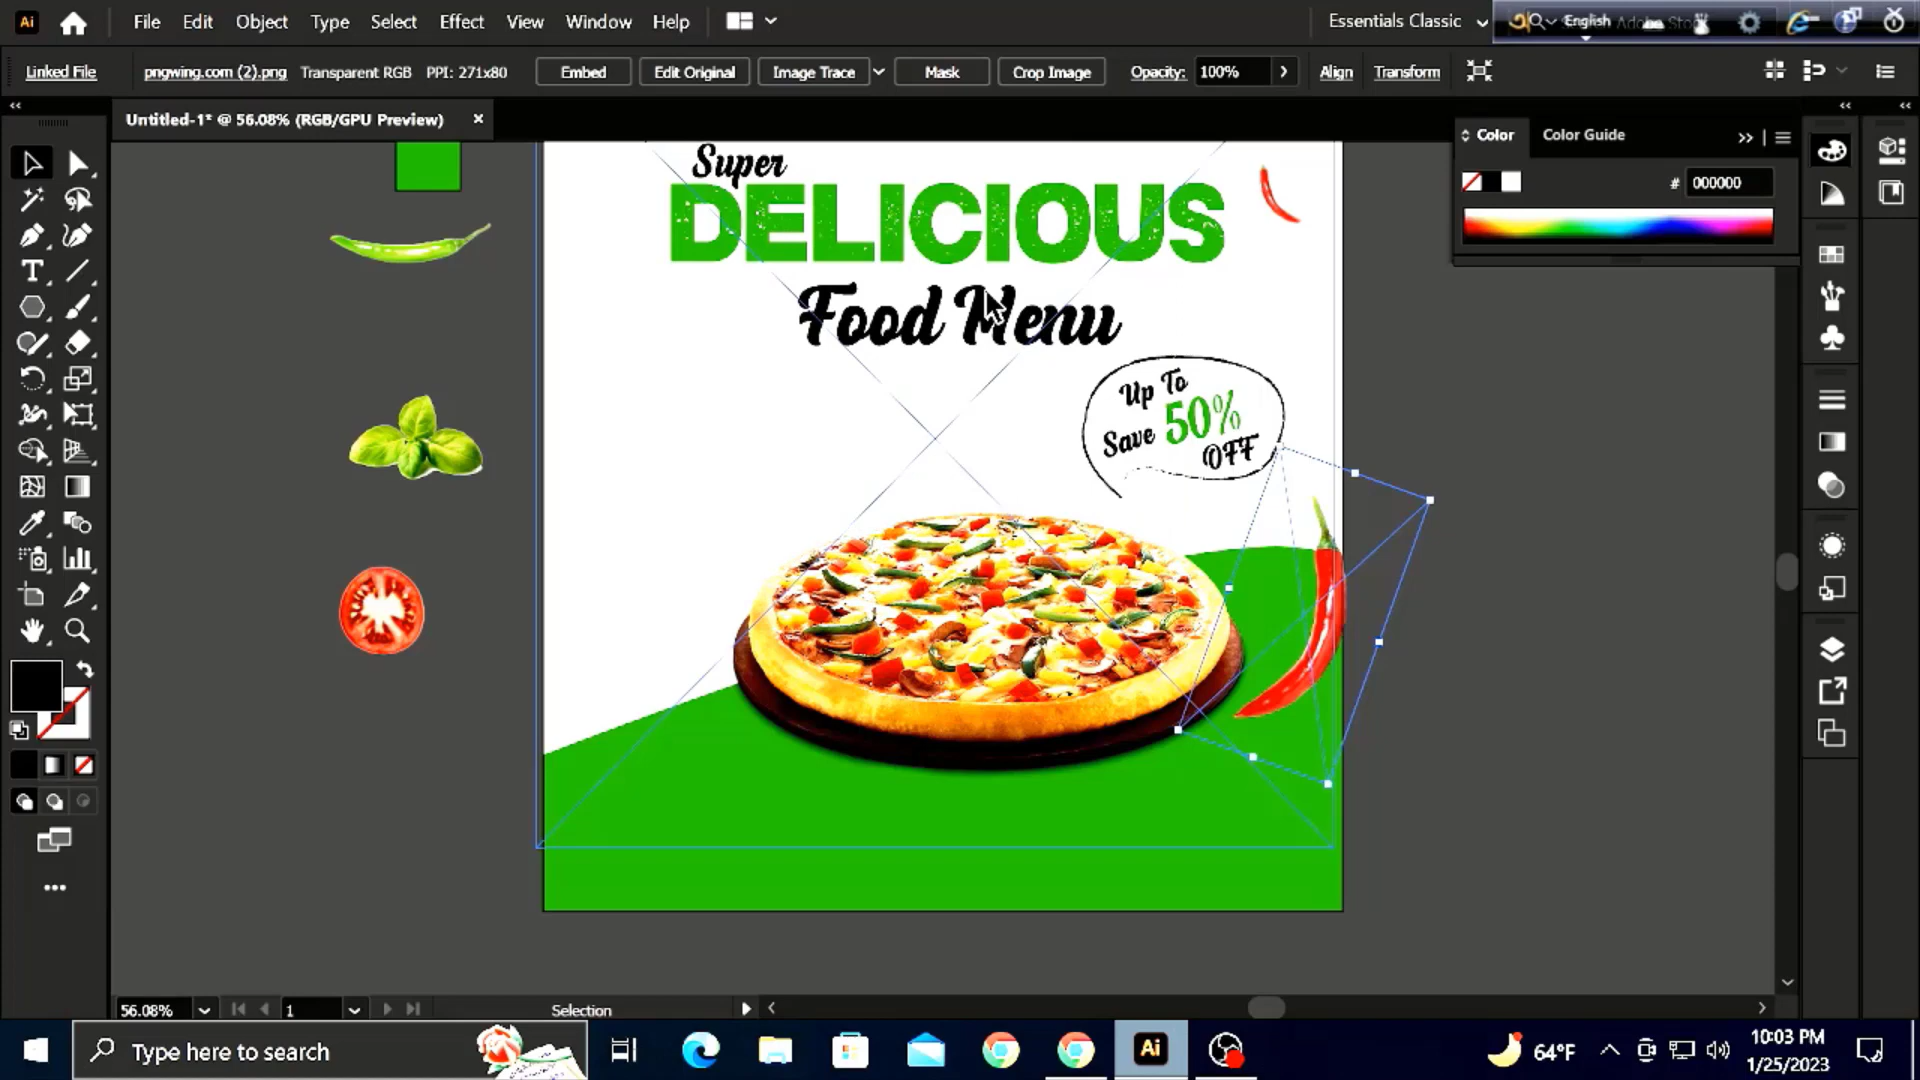 Ai File Edit Object Type Select Effect View Window Help Essentials Classic English
Linked File pngwing.com (2).png Transparent RGB PPI: 271x80 Embed Edit Original Image Trace Mask Crop Image Opacity: 100% Align Transform
Untitled-1* @ 56.08% (RGB/GPU Preview)
Color Color Guide
# 000000
Super
DELICIOUS
Food Menu
Up To
Save 50%
OFF
56.08% 1 Selection
Type here to search Ai 64°F 10:03 PM
1/25/2023